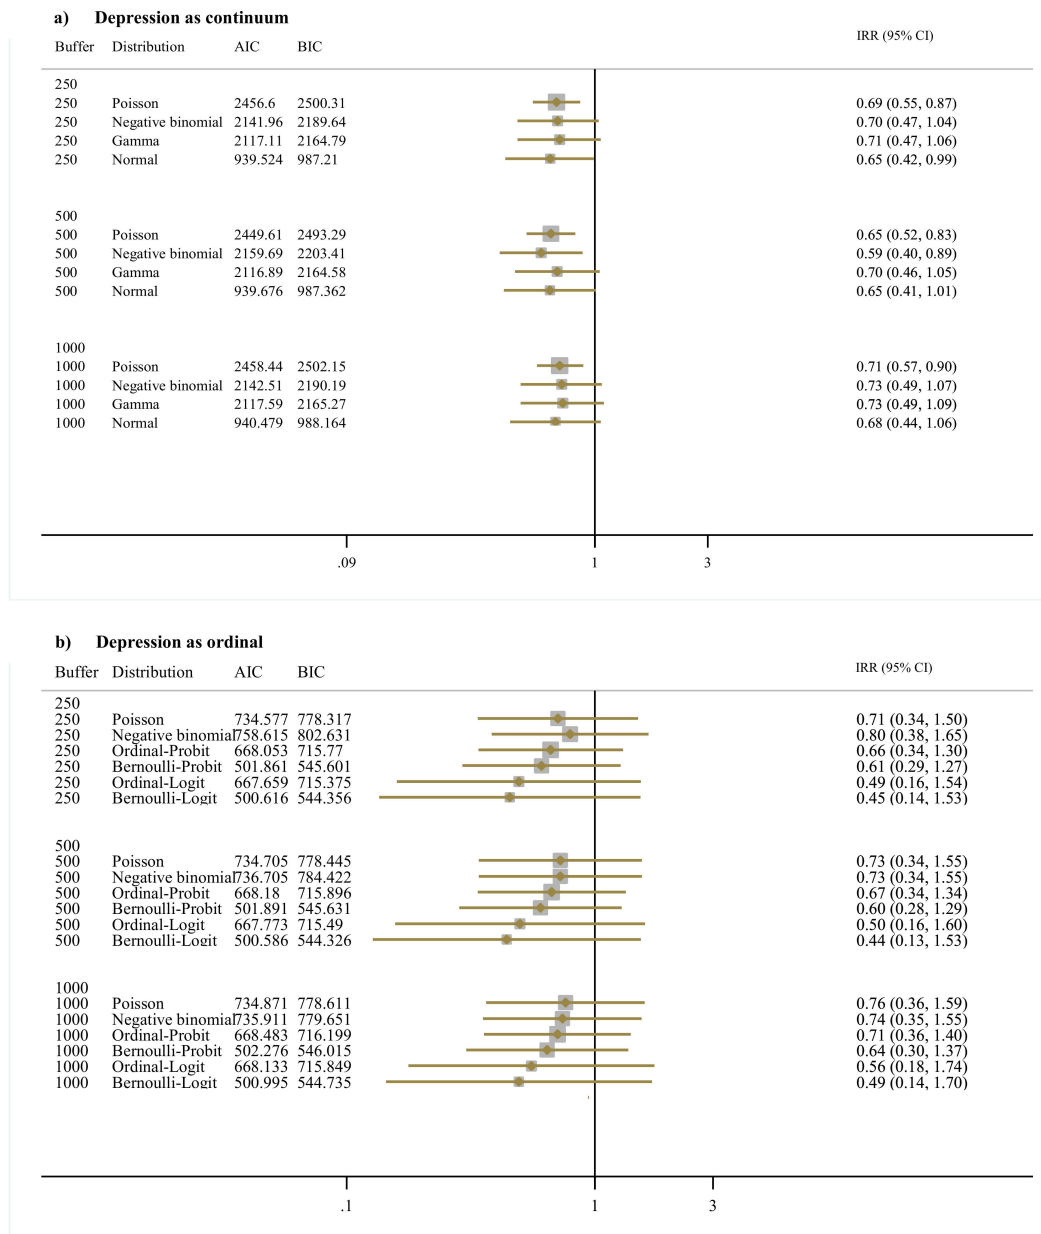 a) Depression as continuum
Buffer Distribution AIC BIC IRR (95% CI)
250
250 Poisson 2456.6 2500.31 0.69 (0.55, 0.87)
250 Negative binomial 2141.96 2189.64 0.70 (0.47, 1.04)
250 Gamma 2117.11 2164.79 0.71 (0.47, 1.06)
250 Normal 939.524 987.21 0.65 (0.42, 0.99)
500
500 Poisson 2449.61 2493.29 0.65 (0.52, 0.83)
500 Negative binomial 2159.69 2203.41 0.59 (0.40, 0.89)
500 Gamma 2116.89 2164.58 0.70 (0.46, 1.05)
500 Normal 939.676 987.362 0.65 (0.41, 1.01)
1000
1000 Poisson 2458.44 2502.15 0.71 (0.57, 0.90)
1000 Negative binomial 2142.51 2190.19 0.73 (0.49, 1.07)
1000 Gamma 2117.59 2165.27 0.73 (0.49, 1.09)
1000 Normal 940.479 988.164 0.68 (0.44, 1.06)
.09 1 3
b) Depression as ordinal
Buffer Distribution AIC BIC IRR (95% CI)
250
250 Poisson 734.577 778.317 0.71 (0.34, 1.50)
250 Negative binomial 758.615 802.631 0.80 (0.38, 1.65)
250 Ordinal-Probit 668.053 715.77 0.66 (0.34, 1.30)
250 Bernoulli-Probit 501.861 545.601 0.61 (0.29, 1.27)
250 Ordinal-Logit 667.659 715.375 0.49 (0.16, 1.54)
250 Bernoulli-Logit 500.616 544.356 0.45 (0.14, 1.53)
500
500 Poisson 734.705 778.445 0.73 (0.34, 1.55)
500 Negative binomial 736.705 784.422 0.73 (0.34, 1.55)
500 Ordinal-Probit 668.18 715.896 0.67 (0.34, 1.34)
500 Bernoulli-Probit 501.891 545.631 0.60 (0.28, 1.29)
500 Ordinal-Logit 667.773 715.49 0.50 (0.16, 1.60)
500 Bernoulli-Logit 500.586 544.326 0.44 (0.13, 1.53)
1000
1000 Poisson 734.871 778.611 0.76 (0.36, 1.59)
1000 Negative binomial 735.911 779.651 0.74 (0.35, 1.55)
1000 Ordinal-Probit 668.483 716.199 0.71 (0.36, 1.40)
1000 Bernoulli-Probit 502.276 546.015 0.64 (0.30, 1.37)
1000 Ordinal-Logit 668.133 715.849 0.56 (0.18, 1.74)
1000 Bernoulli-Logit 500.995 544.735 0.49 (0.14, 1.70)
.1 1 3